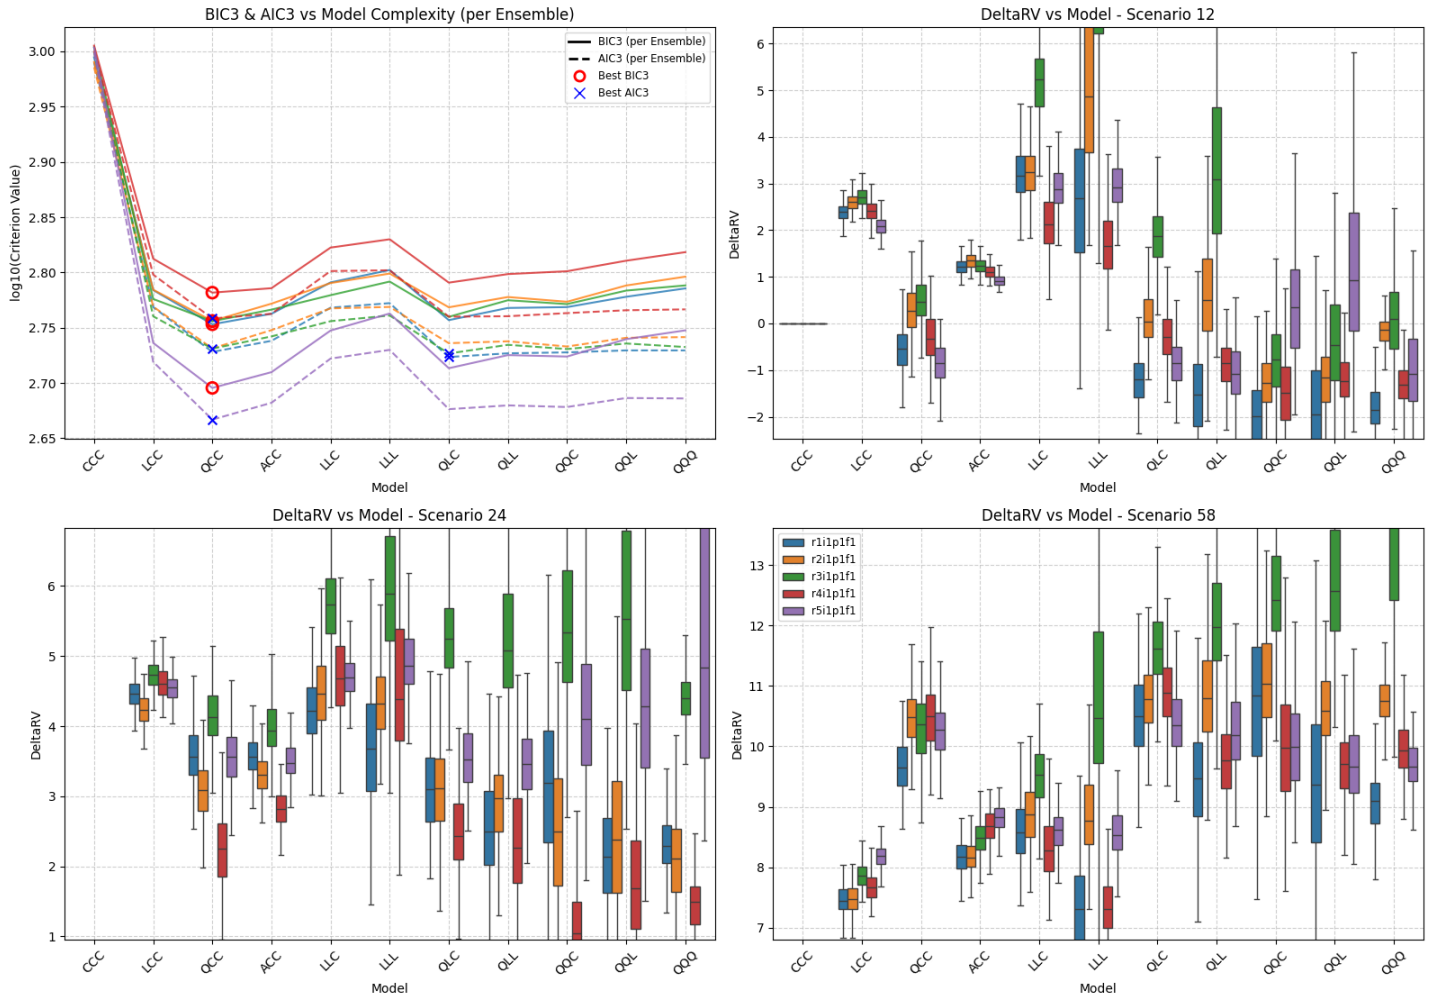 BIC3 & AIC3 vs Model Complexity (per Ensemble)
log10(Criterion Value)
3.00
2.95
2.90
2.85
2.80
2.75
2.70
2.65
BIC3 (per Ensemble)
AIC3 (per Ensemble)
Best BIC3
Best AIC3
CCC LCC QCC ACC LLC LLL QLC QLL QQC QQL QQQ
Model
DeltaRV vs Model - Scenario 12
DeltaRV
6
5
4
3
2
1
0
−1
−2
CCC LCC QCC ACC LLC LLL QLC QLL QQC QQL QQQ
Model
DeltaRV vs Model - Scenario 24
DeltaRV
6
5
4
3
2
1
CCC LCC QCC ACC LLC LLL QLC QLL QQC QQL QQQ
Model
DeltaRV vs Model - Scenario 58
DeltaRV
13
12
11
10
9
8
7
r1i1p1f1
r2i1p1f1
r3i1p1f1
r4i1p1f1
r5i1p1f1
CCC LCC QCC ACC LLC LLL QLC QLL QQC QQL QQQ
Model